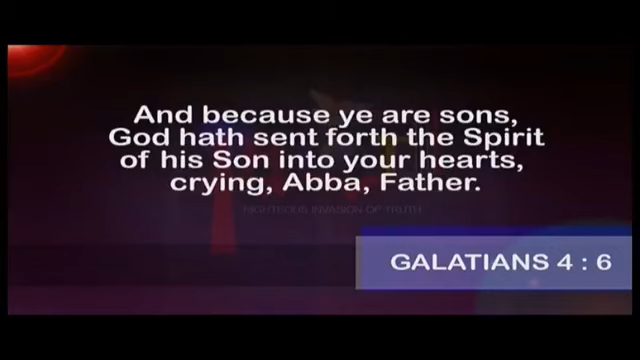 And because ye are sons,
God hath sent forth the Spirit
of his Son into your hearts,
crying, Abba, Father.
RIGHTEOUS INVASION OF TRUTH
GALATIANS 4 : 6